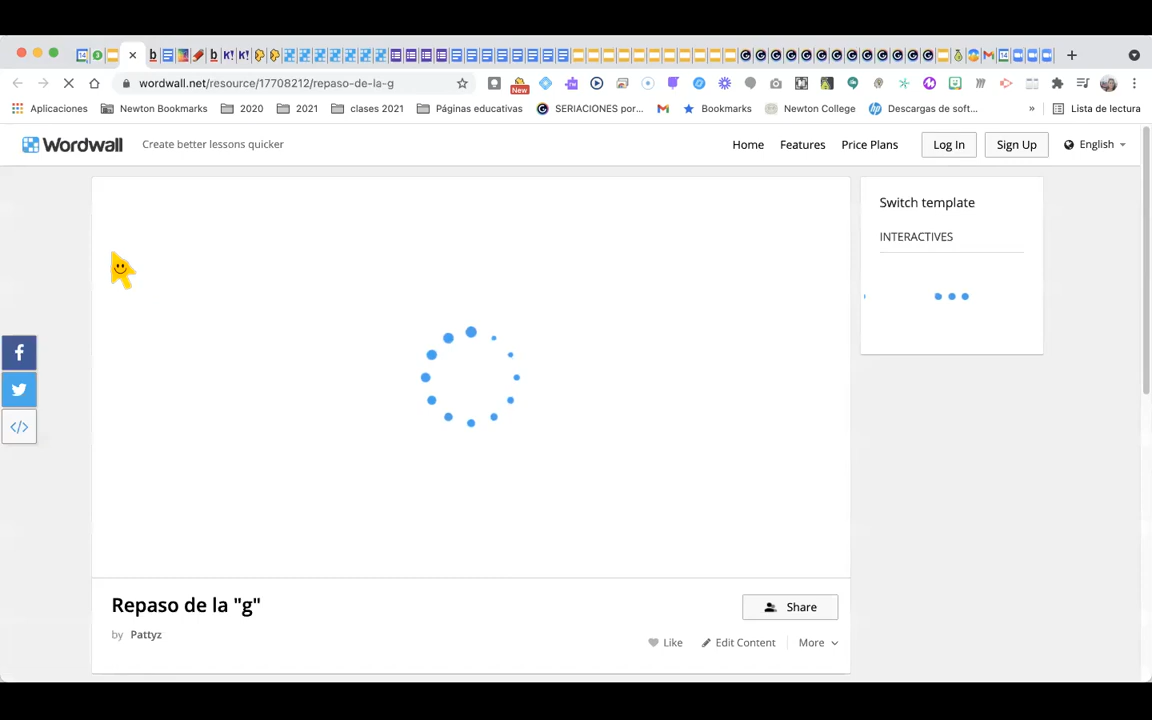 wordwall.net/resource/17708212/repaso-de-la-g
New
Aplicaciones Newton Bookmarks 2020 2021 clases 2021 Páginas educativas SERIACIONES por... Bookmarks Newton College Descargas de soft... » Lista de lectura
Wordwall Create better lessons quicker Home Features Price Plans Log In Sign Up English
Switch template
INTERACTIVES
Repaso de la "g"
Share
by Pattyz
Like Edit Content More